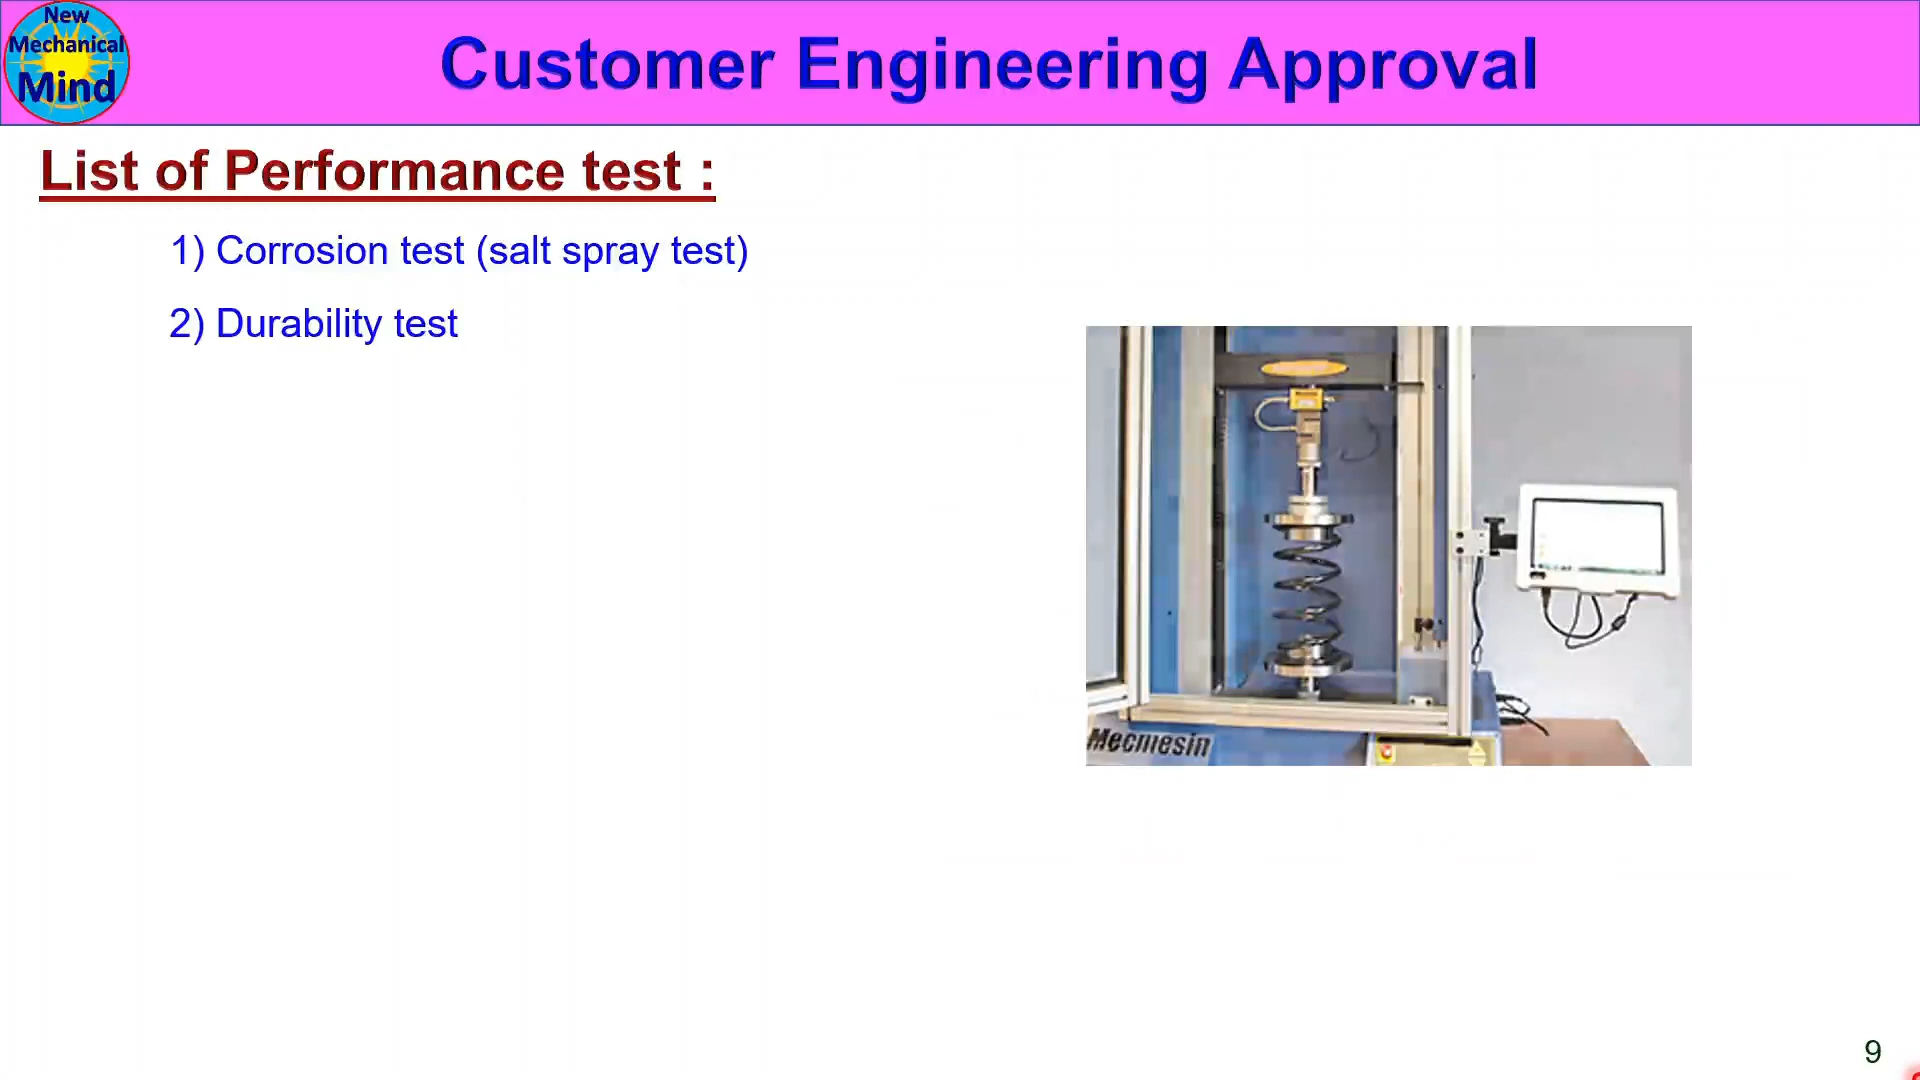 New
Mechanical
Mind
Customer Engineering Approval
List of Performance test :
1) Corrosion test (salt spray test)
2) Durability test
Mecmesin
9